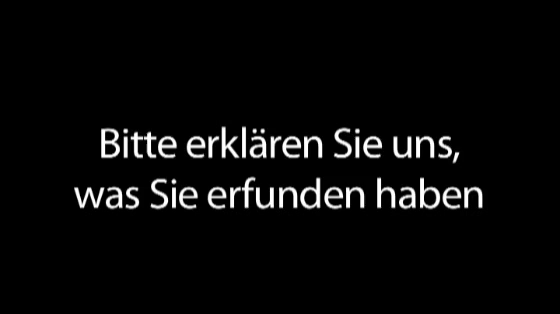 Bitte erklären Sie uns,
was Sie erfunden haben